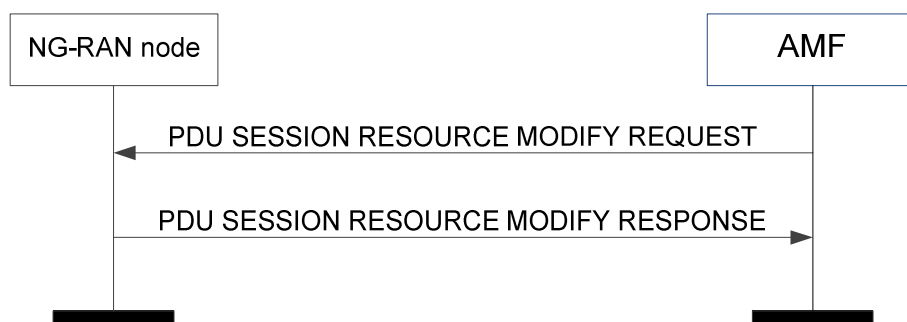 NG-RAN node
AMF
PDU SESSION RESOURCE MODIFY REQUEST
PDU SESSION RESOURCE MODIFY RESPONSE